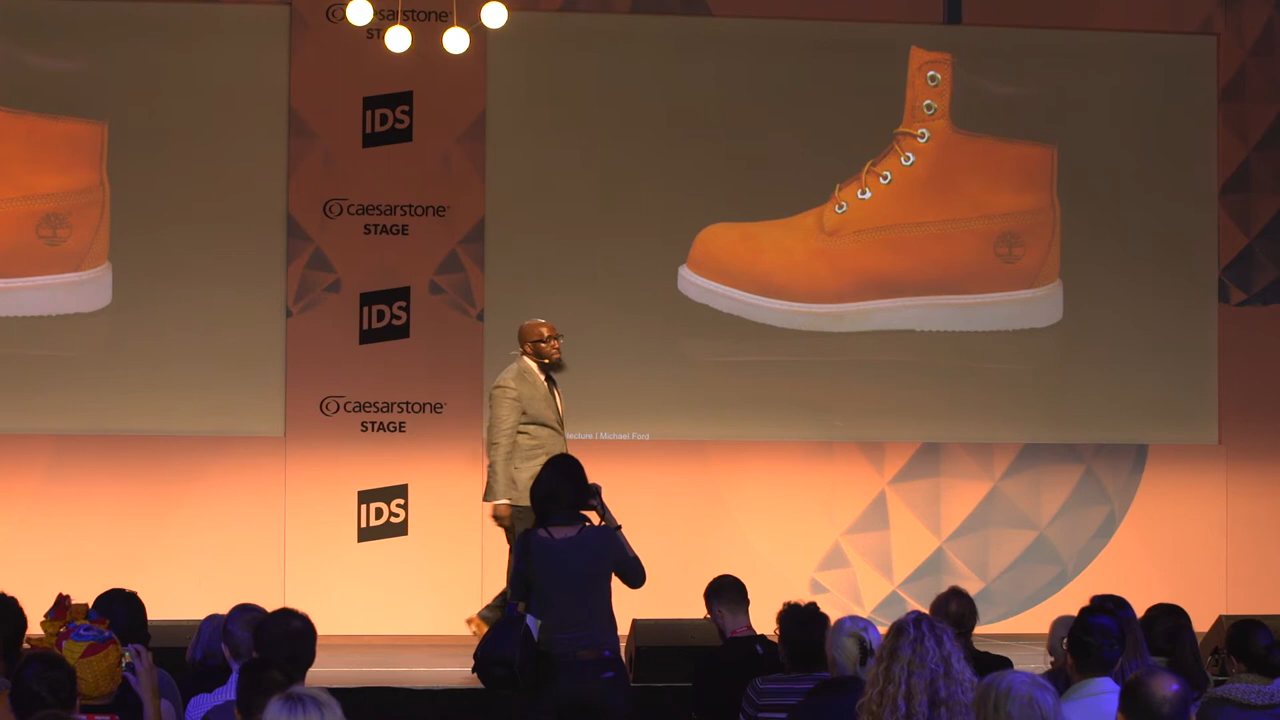 caesarstone
ST
IDS
caesarstone
STAGE
IDS
caesarstone
STAGE
IDS
lecture | Michael Ford